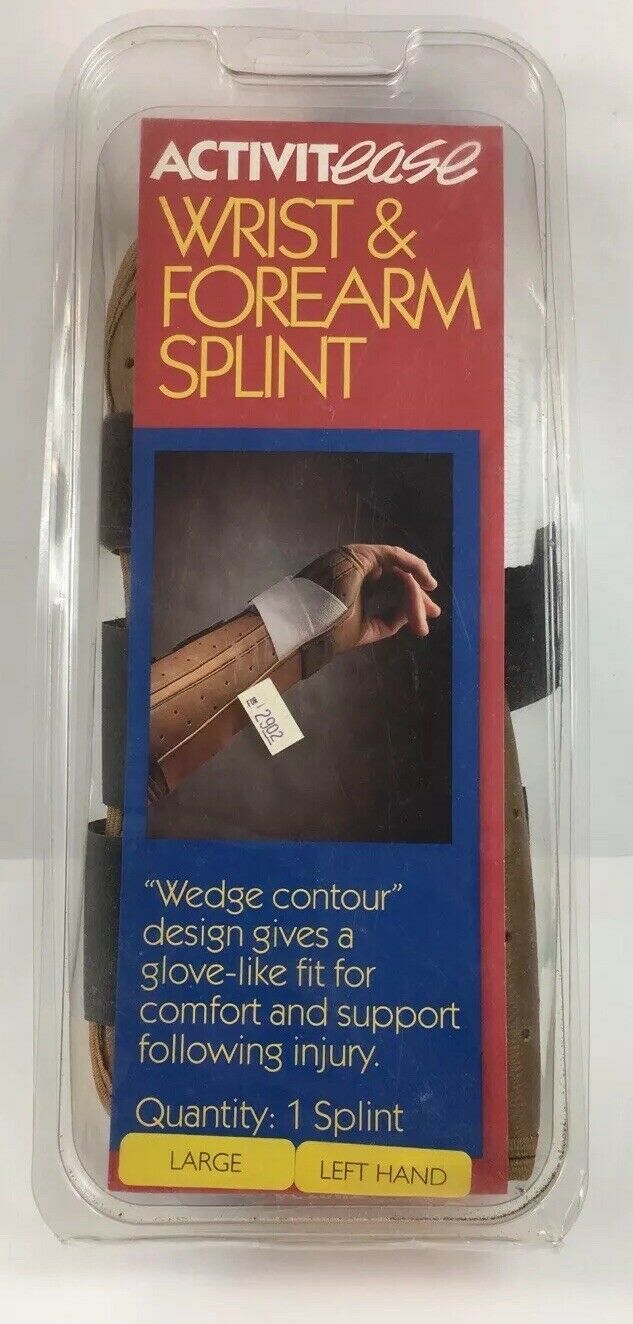 ACTIVITease
WRIST &
FOREARM
SPLINT
2902
"Wedge contour"
design gives a
glove-like fit for
comfort and support
following injury.
Quantity: 1 Splint
LARGE
LEFT HAND